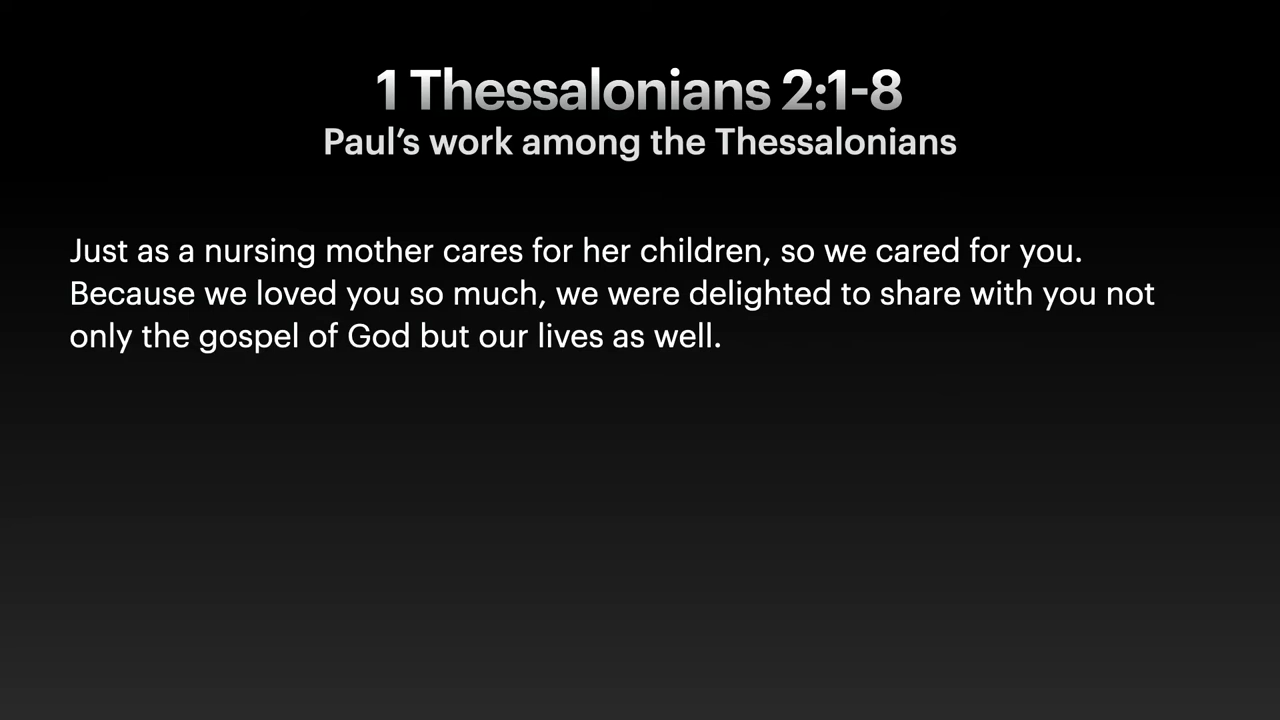 1 Thessalonians 2:1-8
Paul’s work among the Thessalonians
Just as a nursing mother cares for her children, so we cared for you.
Because we loved you so much, we were delighted to share with you not
only the gospel of God but our lives as well.